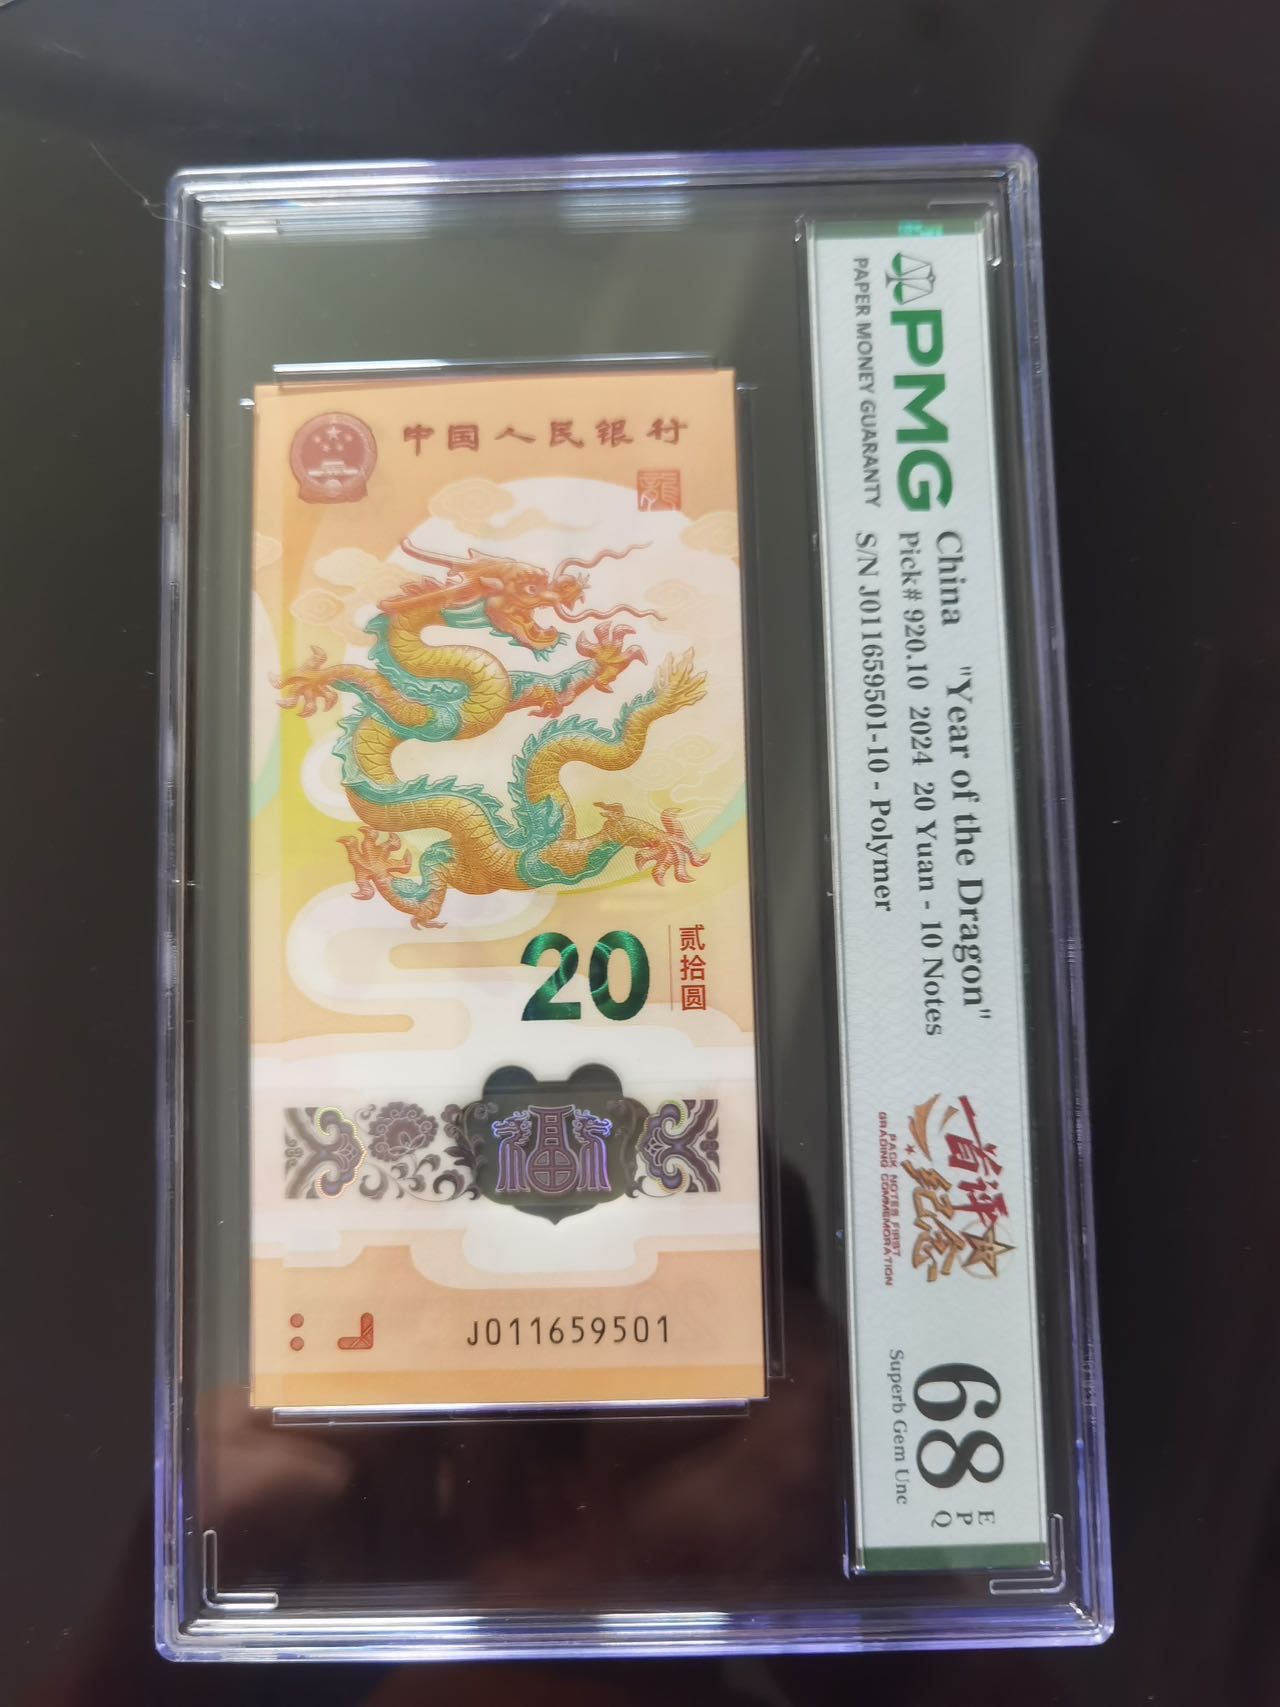 中国人民银行
龍
20
贰拾圆
福
J011659501
PMG
PAPER MONEY GUARANTY
China "Year of the Dragon"
Pick# 920.10 2024 20 Yuan - 10 Notes
S/N J011659501-10 - Polymer
首评
纪念
PACK NOTES FIRST
GRADING COMMEMORATION
68 EPQ
Superb Gem Unc